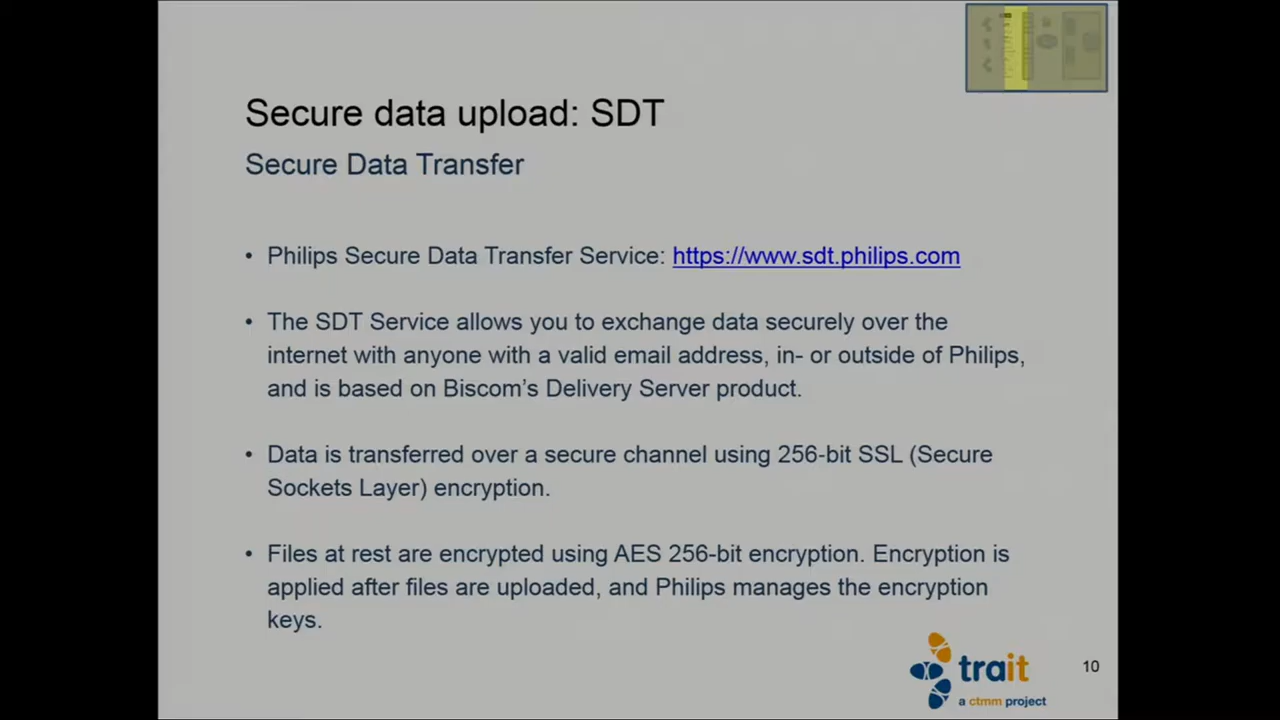 Secure data upload: SDT
Secure Data Transfer
• Philips Secure Data Transfer Service: https://www.sdt.philips.com
• The SDT Service allows you to exchange data securely over the
internet with anyone with a valid email address, in- or outside of Philips,
and is based on Biscom’s Delivery Server product.
• Data is transferred over a secure channel using 256-bit SSL (Secure
Sockets Layer) encryption.
• Files at rest are encrypted using AES 256-bit encryption. Encryption is
applied after files are uploaded, and Philips manages the encryption
keys.
trait
a ctmm project
10